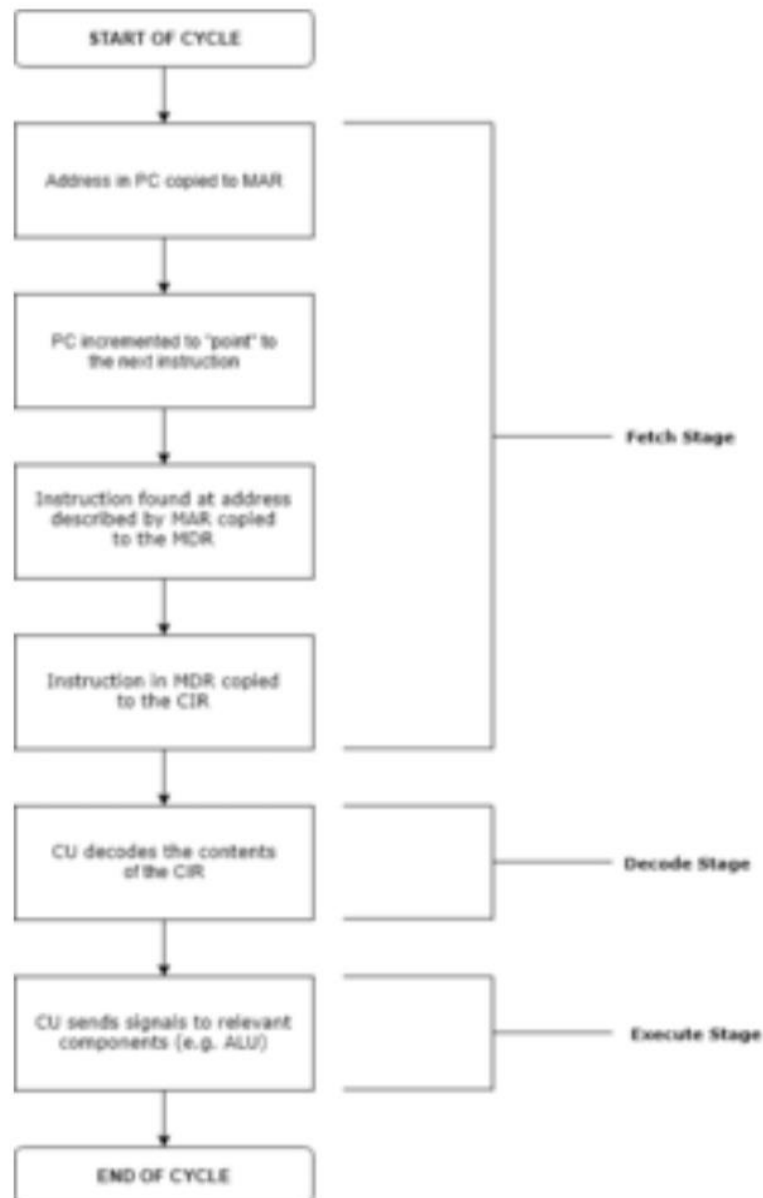 START OF CYCLE
Address in PC copied to MAR
PC incremented to "point" to
the next instruction
Instruction found at address
described by MAR copied
to the MDR
Instruction in MDR copied
to the CIR
Fetch Stage
CU decodes the contents
of the CIR
Decode Stage
CU sends signals to relevant
components (e.g. ALU)
Execute Stage
END OF CYCLE